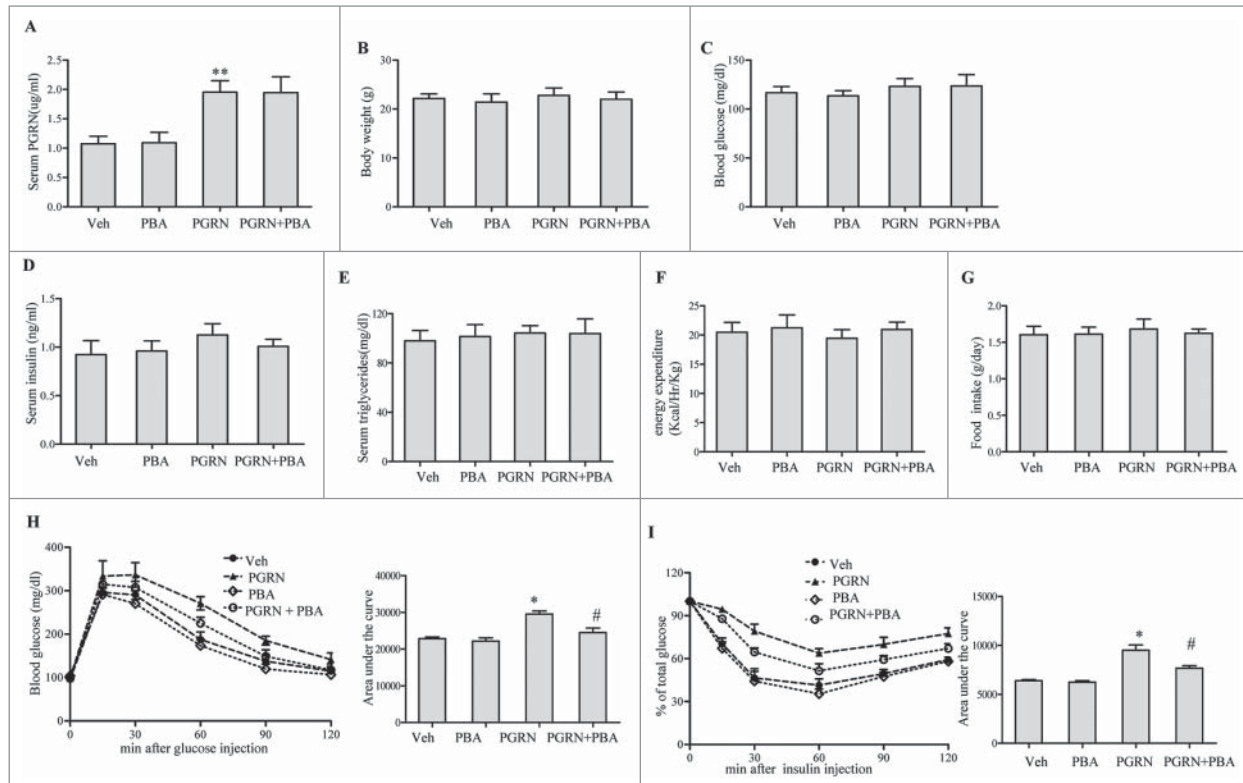 A
Serum PGRN(ug/ml)
2.5
2.0
1.5
1.0
0.5
0.0
**
Veh PBA PGRN PGRN+PBA
B
Body weight (g)
30
20
10
0
Veh PBA PGRN PGRN+PBA
C
Blood glucose (mg/dl)
150
100
50
0
Veh PBA PGRN PGRN+PBA
D
Serum insulin (ng/ml)
1.5
1.0
0.5
0.0
Veh PBA PGRN PGRN+PBA
E
Serum triglycerides(mg/dl)
120
80
40
0
Veh PBA PGRN PGRN+PBA
F
energy expenditure
(Kcal/Hr/Kg)
25
20
15
10
5
0
Veh PBA PGRN PGRN+PBA
G
Food intake (g/day)
2.0
1.5
1.0
0.5
0.0
Veh PBA PGRN PGRN+PBA
H
Blood glucose (mg/dl)
400
300
200
100
0
0 30 60 90 120
min after glucose injection
Veh
PGRN
PBA
PGRN + PBA
Area under the curve
40000
30000
20000
10000
0
*
#
Veh PBA PGRN PGRN+PBA
I
% of total glucose
120
90
60
30
0
0 30 60 90 120
min after insulin injection
Veh
PGRN
PBA
PGRN+PBA
Area under the curve
15000
10000
5000
0
*
#
Veh PBA PGRN PGRN+PBA